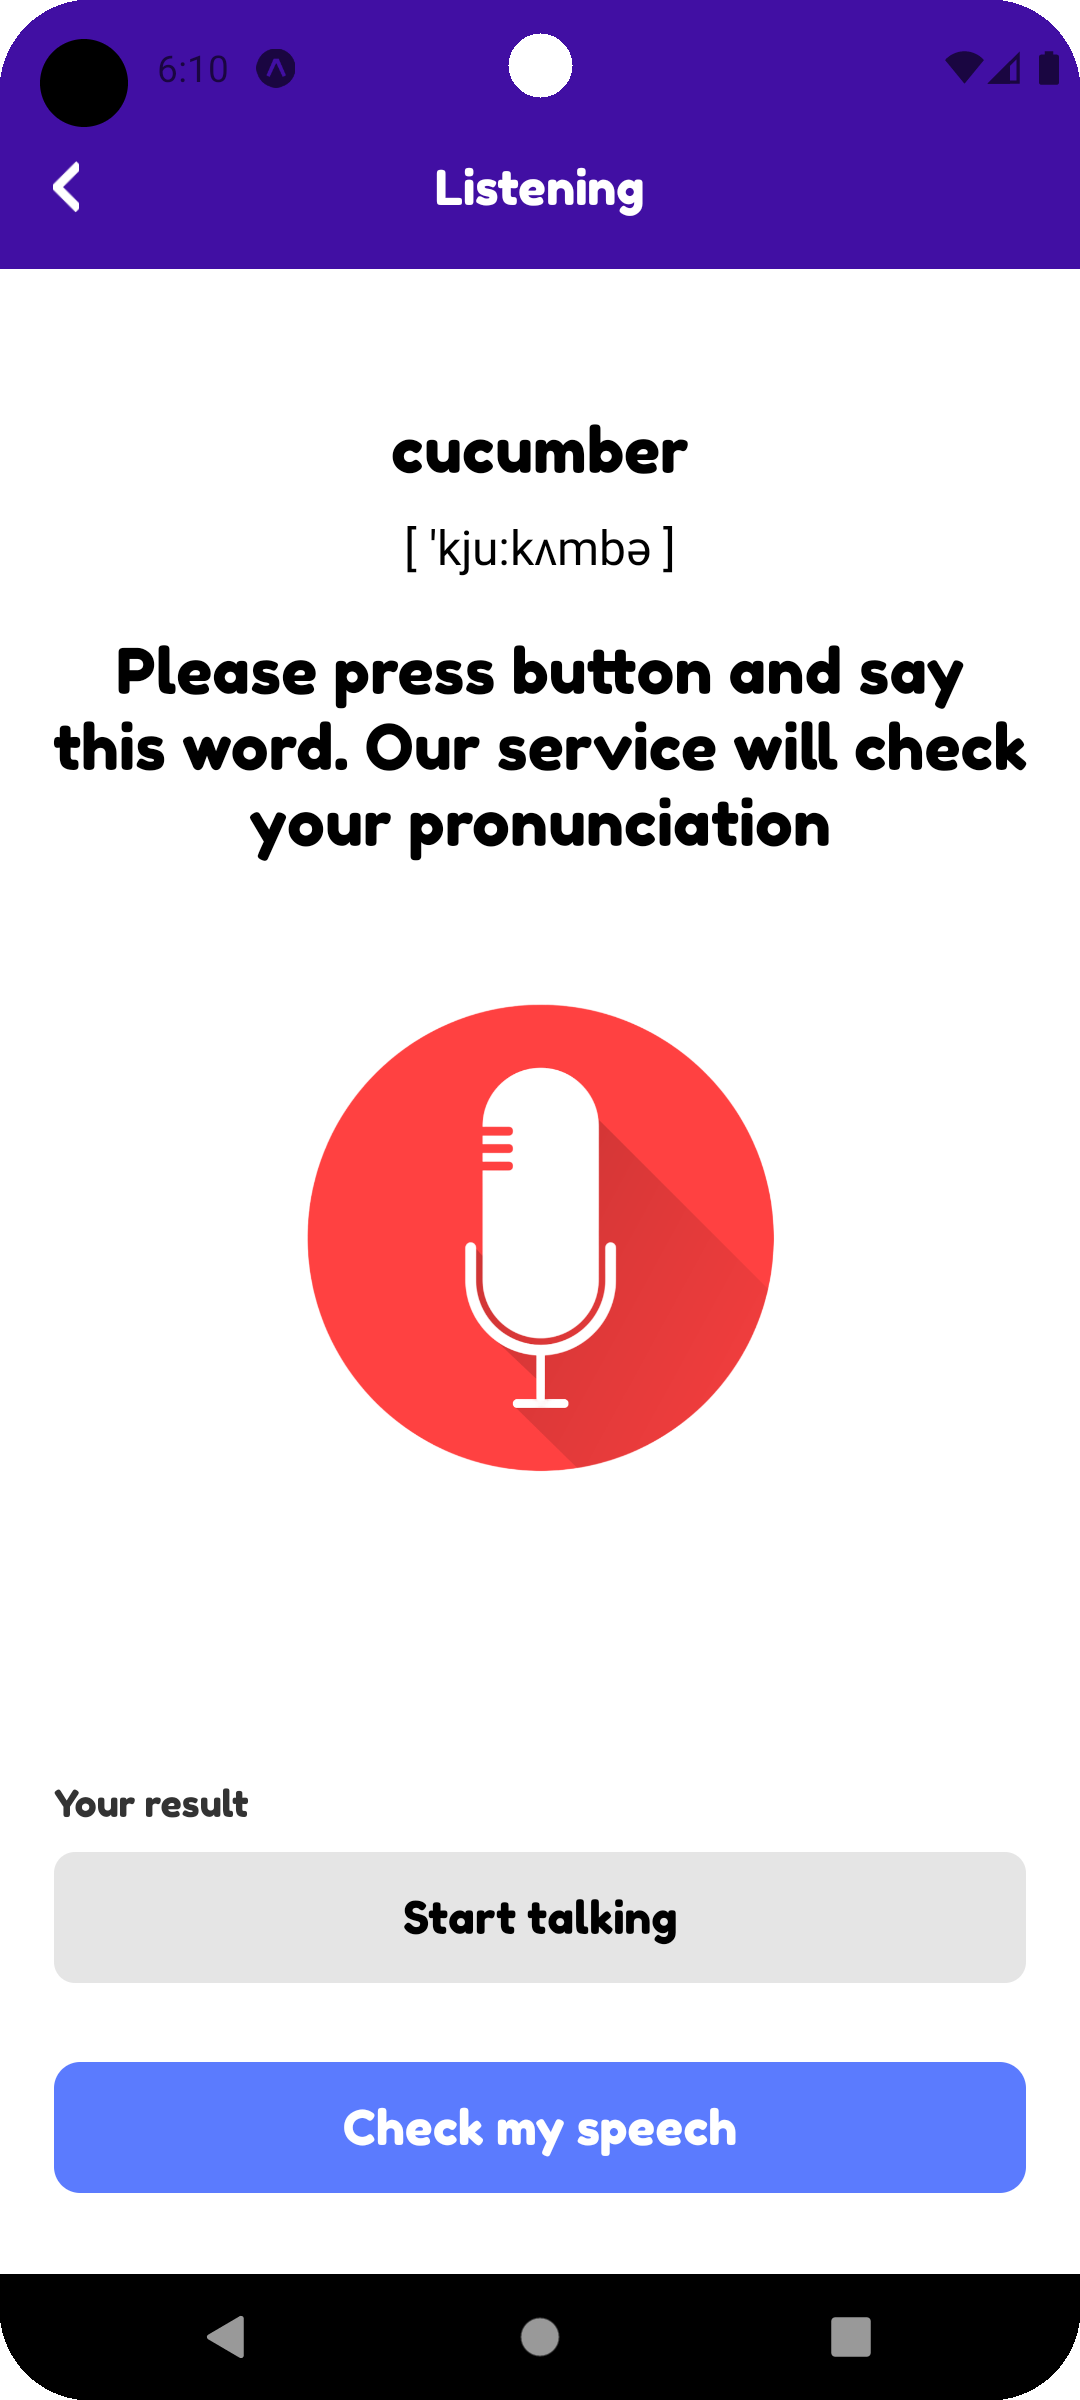 6:10
Listening
cucumber
[ 'kju:kʌmbə ]
Please press button and say
this word. Our service will check
your pronunciation
Your result
Start talking
Check my speech